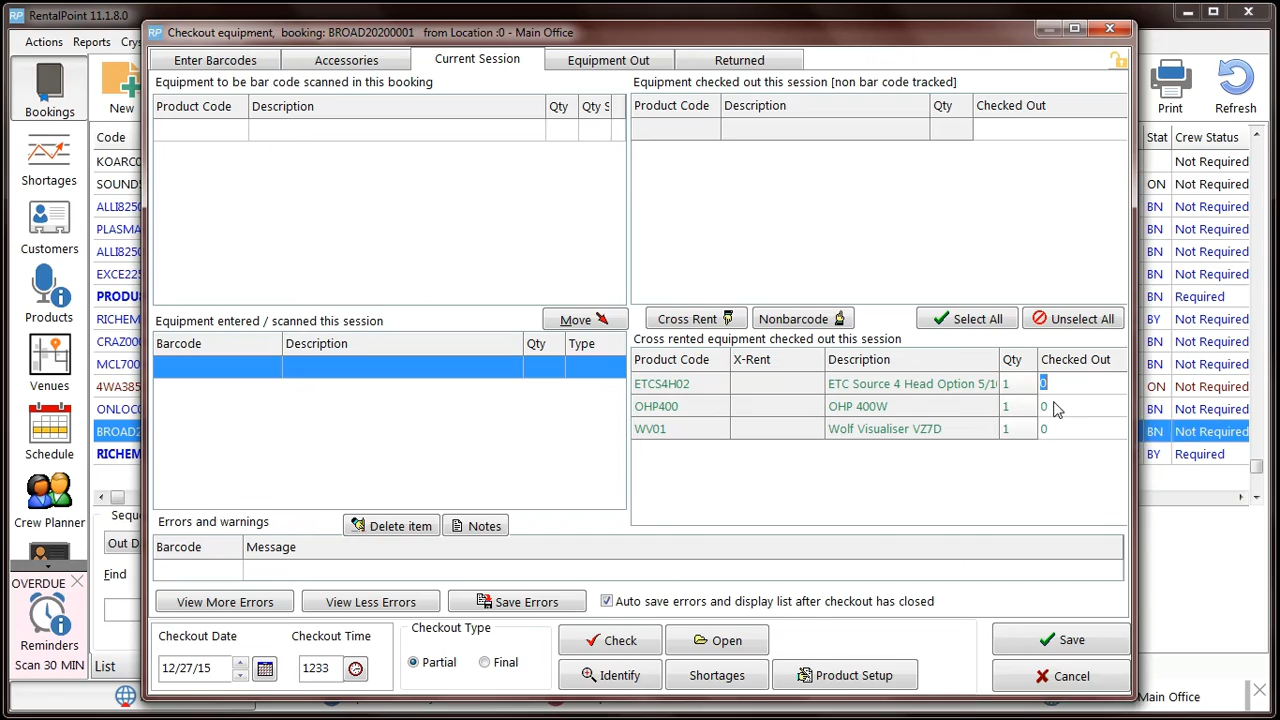 RP RentalPoint 11.1.8.0
Actions Reports Cry
Bookings
New
Print
Refresh
Shortages
Customers
Products
Venues
Schedule
Crew Planner
OVERDUE
Reminders
Scan 30 MIN
Code
KOARC
SOUND
ALLI825
PLASMA
ALLI825
EXCE225
PRODU
RICHEM
CRAZ00
MCL700
4WA385
ONLOC
BROAD2
RICHEM
Sequ
Out D
Find
List
RP Checkout equipment, booking: BROAD22200001 from Location :0 - Main Office
Enter Barcodes Accessories Current Session Equipment Out Returned
Equipment to be bar code scanned in this booking
Product Code Description Qty Qty S
Equipment checked out this session [non bar code tracked]
Product Code Description Qty Checked Out
Move
Cross Rent Nonbarcode Select All Unselect All
Equipment entered / scanned this session
Barcode Description Qty Type
Cross rented equipment checked out this session
Product Code X-Rent Description Qty Checked Out
ETCS4H02 ETC Source 4 Head Option 5/10 1 0
OHP400 OHP 400W 1 0
WV01 Wolf Visualiser VZ7D 1 0
Errors and warnings Delete item Notes
Barcode Message
View More Errors View Less Errors Save Errors Auto save errors and display list after checkout has closed
Checkout Date Checkout Time Checkout Type
12/27/15 1233 Partial Final
Check Open
Identify Shortages Product Setup
Save
Cancel
Stat Crew Status
Not Required
ON Not Required
BN Not Required
BN Not Required
BN Not Required
BN Not Required
BN Required
BY Not Required
BN Not Required
BN Not Required
ON Not Required
BN Not Required
BN Not Required
BY Required
Main Office